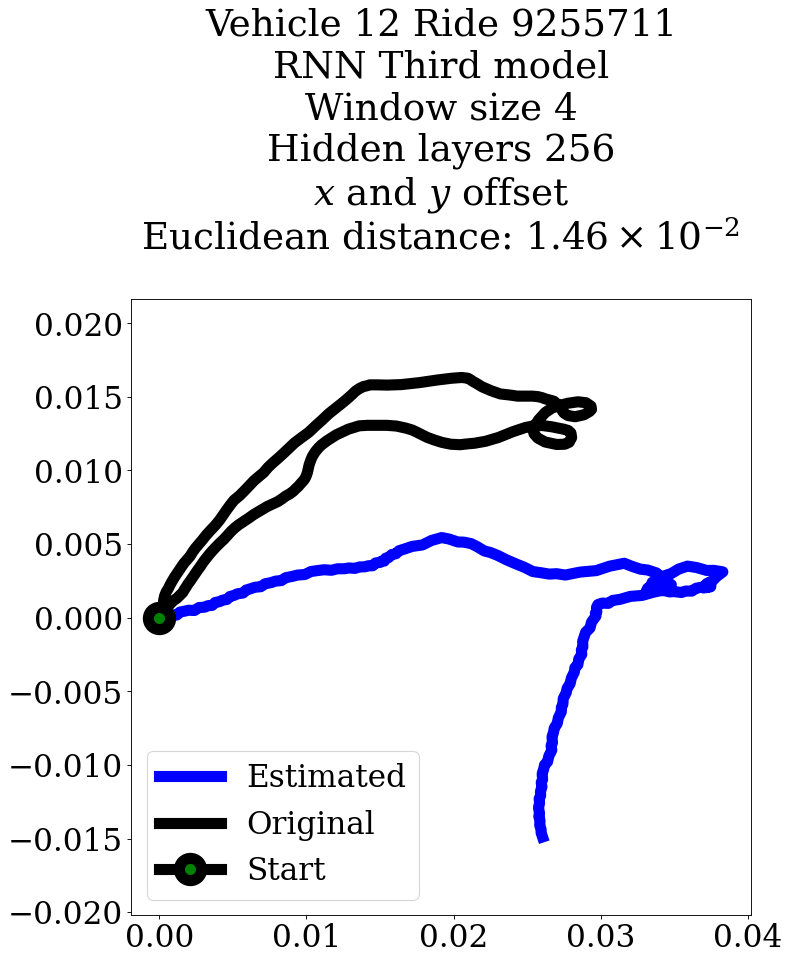 Vehicle 12 Ride 9255711
RNN Third model
Window size 4
Hidden layers 256
x and y offset
Euclidean distance: 1.46 × 10⁻²
0.020
0.015
0.010
0.005
0.000
−0.005
−0.010
−0.015
−0.020
Estimated
Original
Start
0.00 0.01 0.02 0.03 0.04